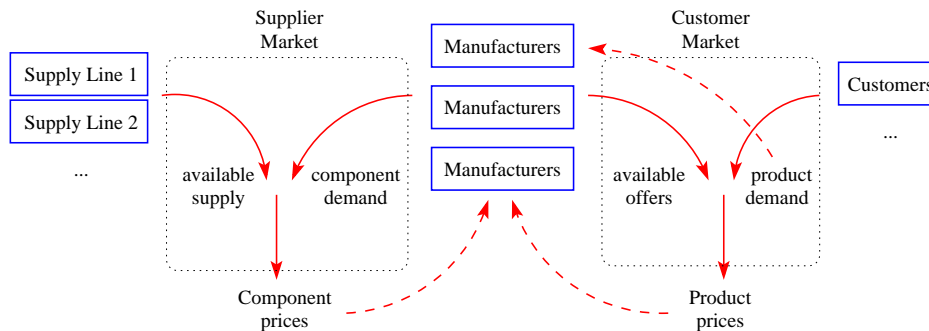 Supplier
Market
Customer
Market
Manufacturers
Supply Line 1
Customers
Manufacturers
Supply Line 2
...
...
Manufacturers
available
supply
component
demand
available
offers
product
demand
Component
prices
Product
prices